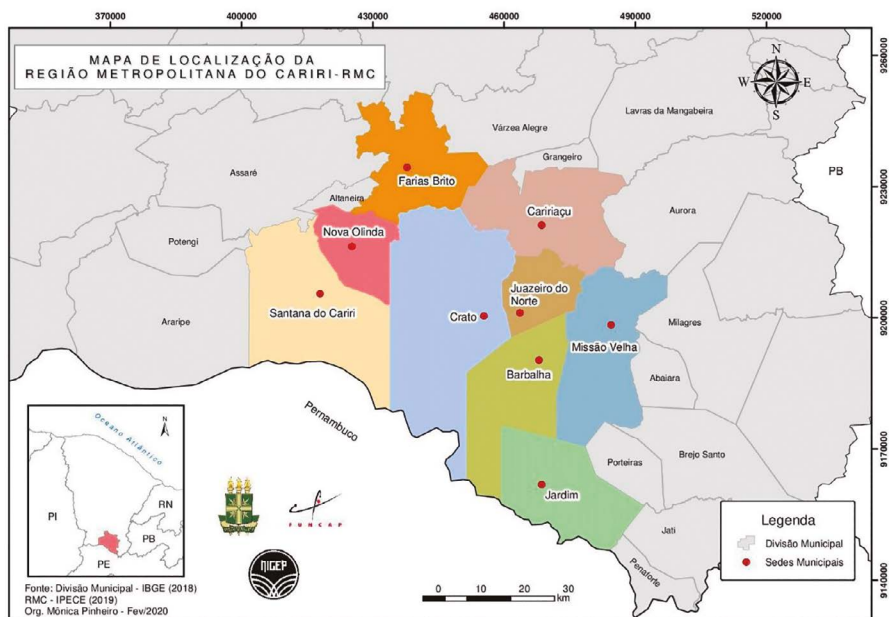 370000 400000 430000 460000 490000 520000
MAPA DE LOCALIZAÇÃO DA
REGIÃO METROPOLITANA DO CARIRI-RMC
9260000
9230000
9200000
9170000
9140000
N
W E
S
Várzea Alegre
Lavras da Mangabeira
Grangeiro
PB
Assaré
Farias Brito
Altaneira
Caririaçu
Aurora
Potengi
Nova Olinda
Juazeiro do
Norte
Santana do Cariri
Crato
Araripe
Missão Velha
Milagres
Barbalha
Abaiara
Pernambuco
Porteiras
Brejo Santo
Jardim
Jati
Penaforte
Oceano Atlântico
N
PI
RN
PB
PE
FUNCAP
NIGEP
0 10 20 30
km
Legenda
Divisão Municipal
Sedes Municipais
Fonte: Divisão Municipal - IBGE (2018)
RMC - IPECE (2019)
Org. Mônica Pinheiro - Fev/2020